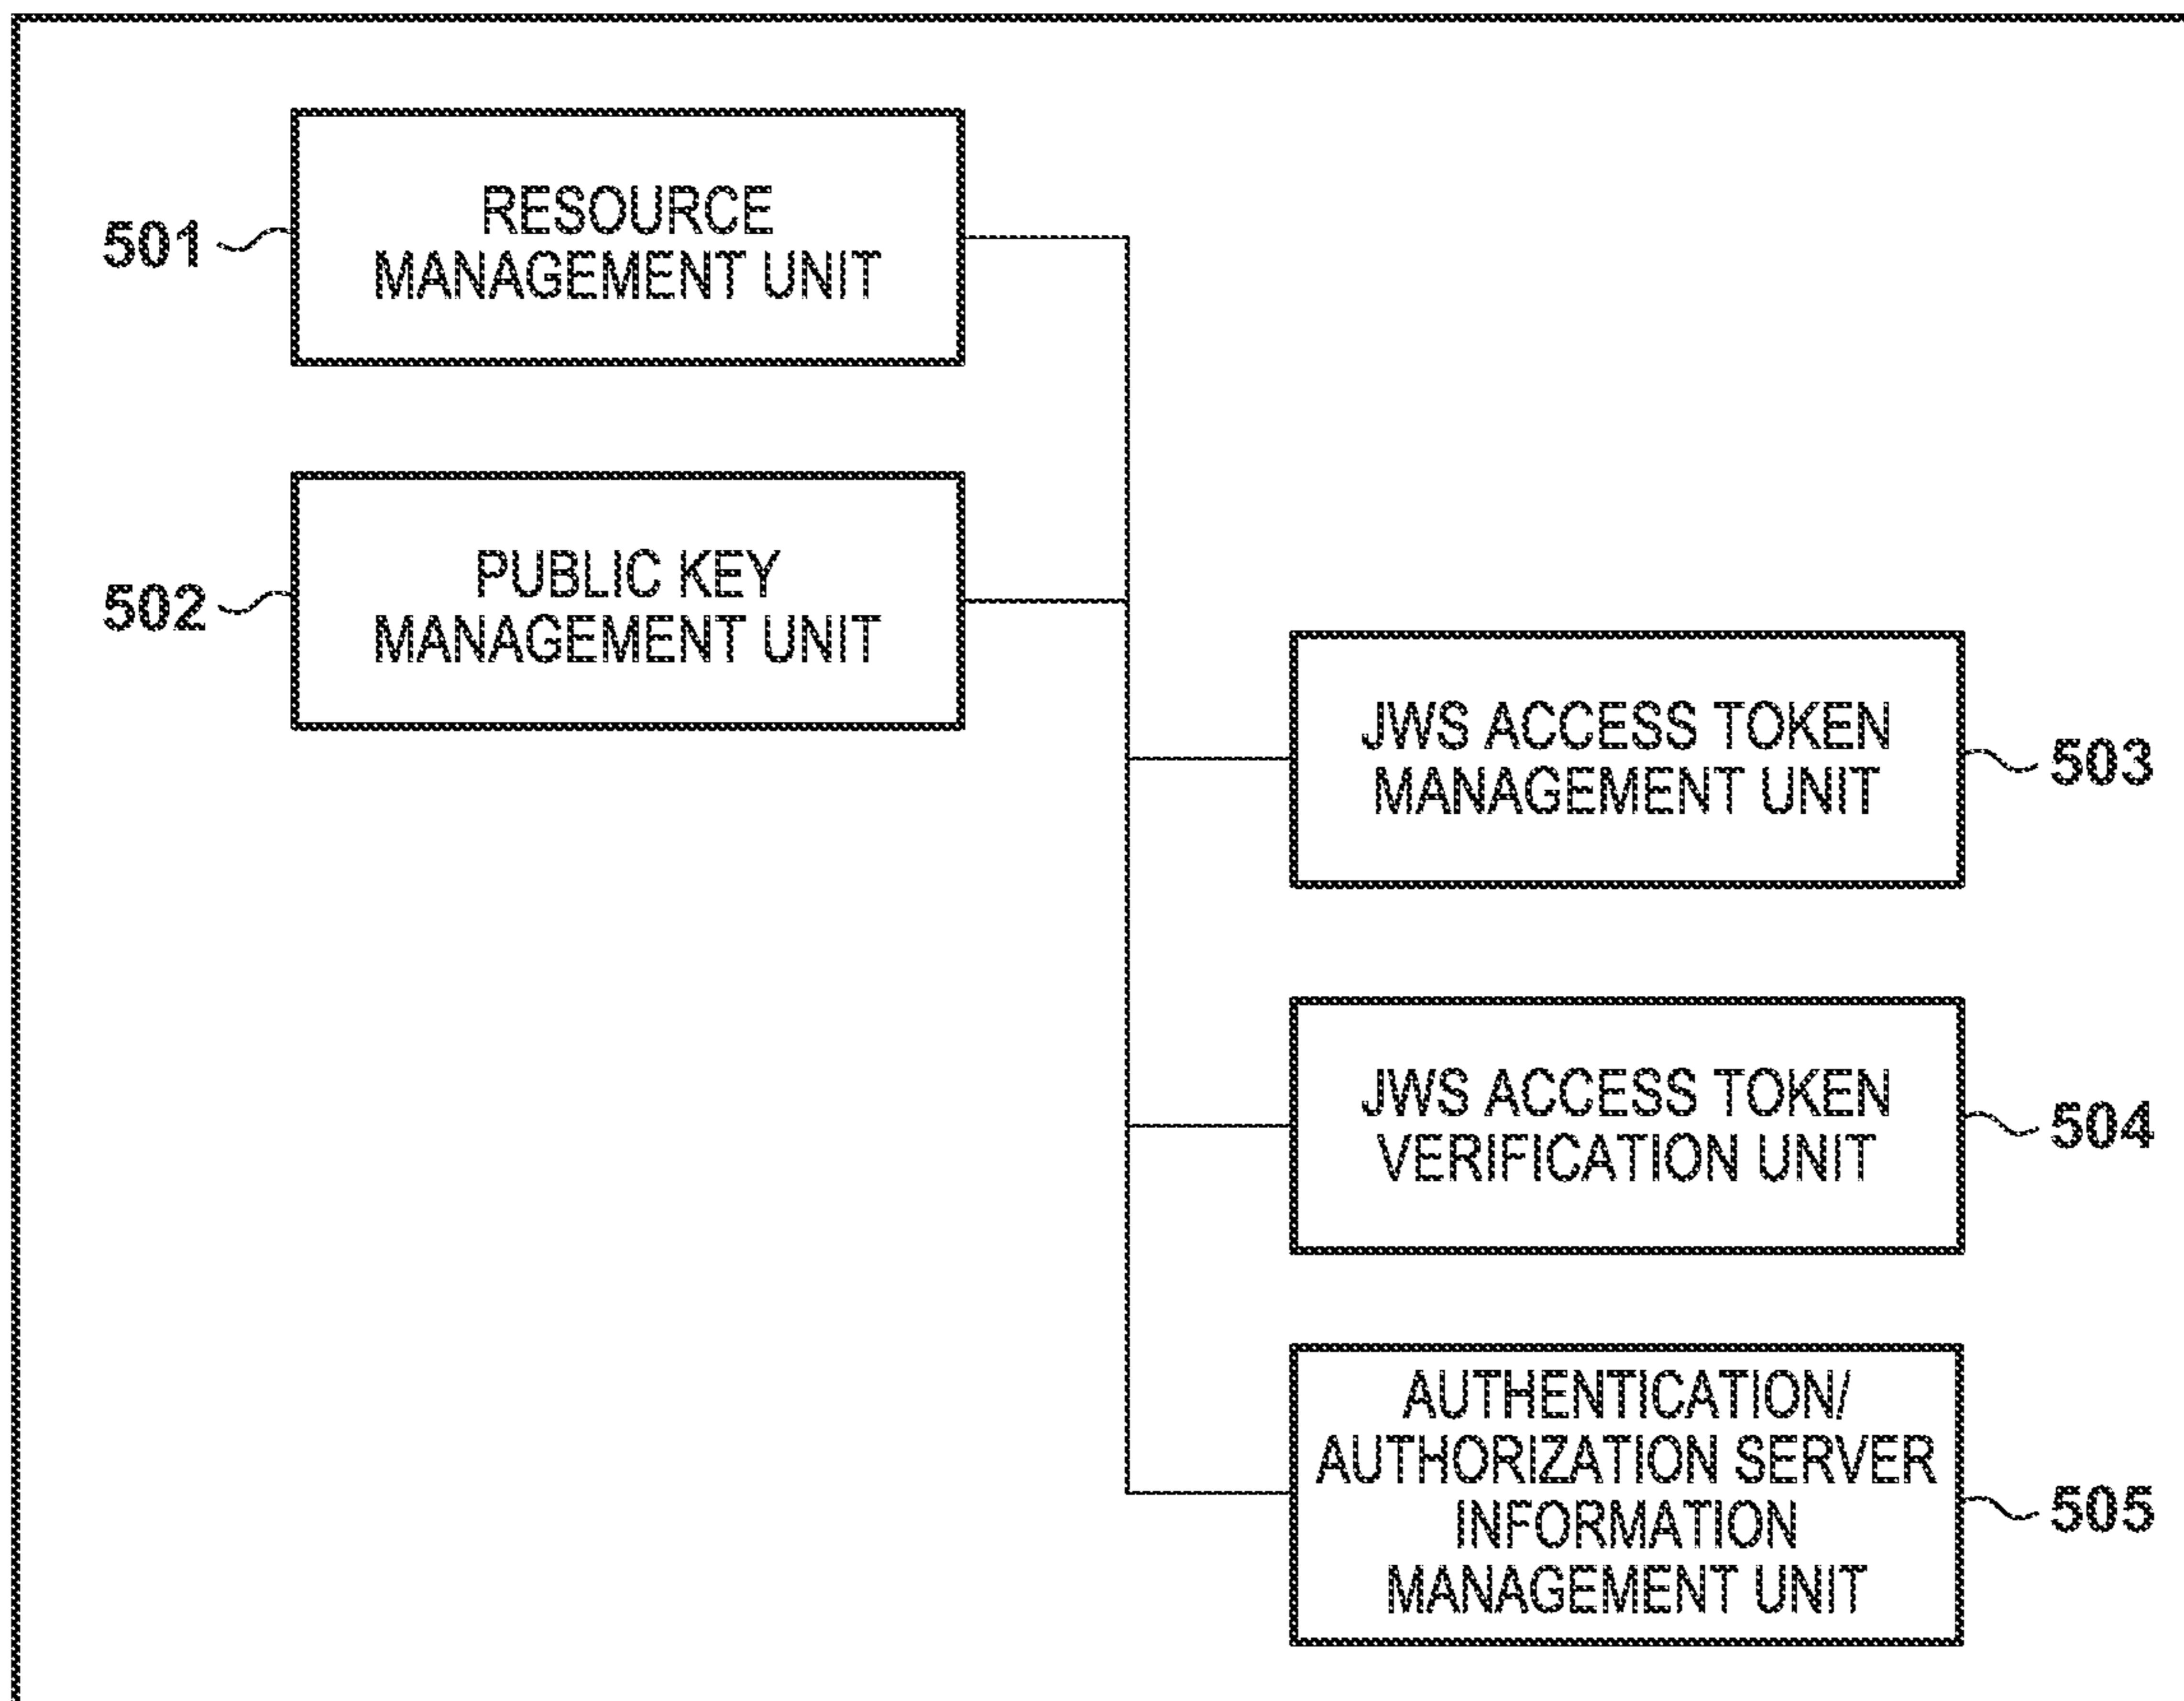 501
RESOURCE
MANAGEMENT UNIT
502
PUBLIC KEY
MANAGEMENT UNIT
JWS ACCESS TOKEN
MANAGEMENT UNIT
503
JWS ACCESS TOKEN
VERIFICATION UNIT
504
AUTHENTICATION/
AUTHORIZATION SERVER
INFORMATION
MANAGEMENT UNIT
505